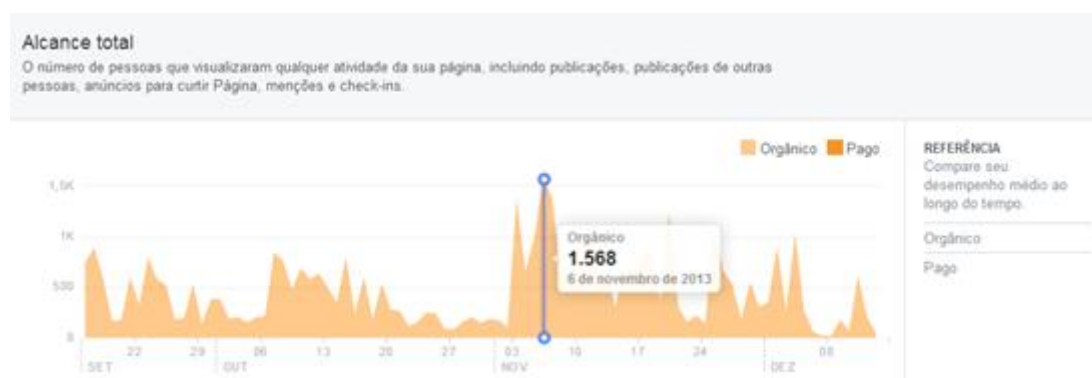 Alcance total
O número de pessoas que visualizaram qualquer atividade da sua página, incluindo publicações, publicações de outras
pessoas, anúncios para curtir Página, menções e check-ins.
Orgânico Pago
REFERÊNCIA
Compare seu
desempenho médio ao
longo do tempo.
Orgânico
Pago
1,5K
1K
500
0
Orgânico
1.568
6 de novembro de 2013
22 29 06 13 20 27 03 10 17 24 08
SET OUT NOV DEZ